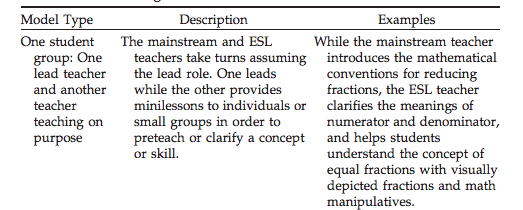 Model Type Description Examples
One student group: One lead teacher and another teacher teaching on purpose
The mainstream and ESL teachers take turns assuming the lead role. One leads while the other provides minilessons to individuals or small groups in order to preteach or clarify a concept or skill.
While the mainstream teacher introduces the mathematical conventions for reducing fractions, the ESL teacher clarifies the meanings of numerator and denominator, and helps students understand the concept of equal fractions with visually depicted fractions and math manipulatives.